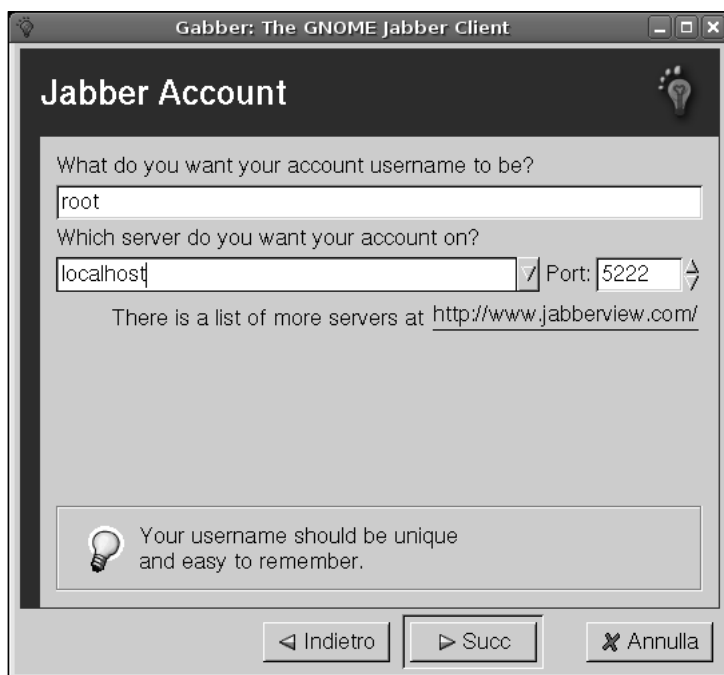 Gabber: The GNOME Jabber Client
Jabber Account
What do you want your account username to be?
root
Which server do you want your account on?
localhost Port: 5222
There is a list of more servers at http://www.jabberview.com/
Your username should be unique
and easy to remember.
Indietro Succ Annulla